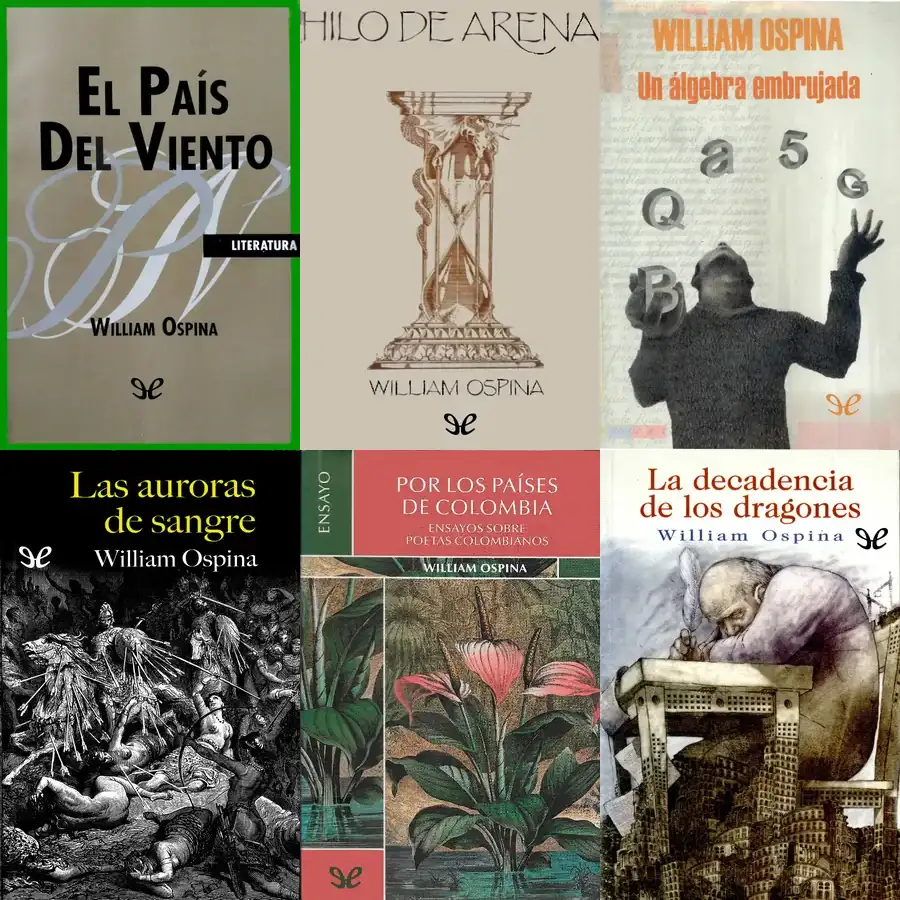 El País
Del Viento
LITERATURA
William Ospina
HILO DE ARENA
WILLIAM OSPINA
WILLIAM OSPINA
Un álgebra embrujada
a 5
Q G
B
Las auroras
de sangre
William Ospina
ENSAYO
POR LOS PAÍSES
DE COLOMBIA
ENSAYOS SOBRE
POETAS COLOMBIANOS
WILLIAM OSPINA
La decadencia
de los dragones
William Ospina